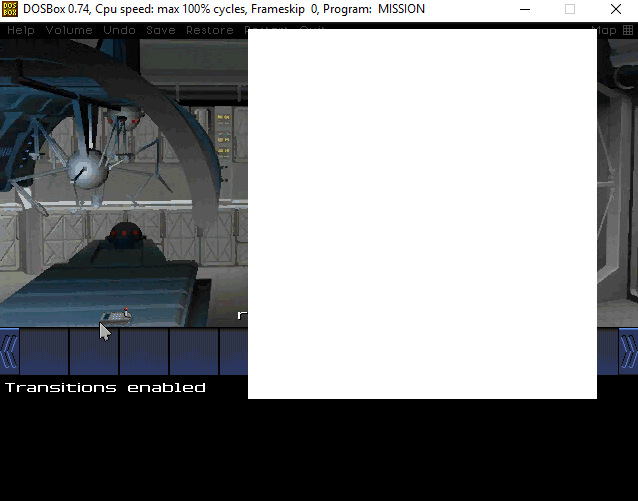 DOSBox 0.74, Cpu speed: max 100% cycles, Frameskip 0, Program: MISSION
Help Volume Undo Save Restore Map
Transitions enabled